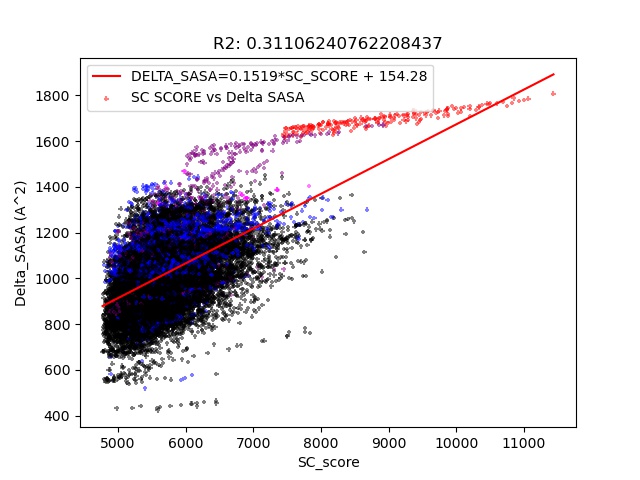 R2: 0.31106240762208437
DELTA_SASA=0.1519*SC_SCORE + 154.28
SC SCORE vs Delta SASA
Delta_SASA (A^2)
1800
1600
1400
1200
1000
800
600
400
5000 6000 7000 8000 9000 10000 11000
SC_score